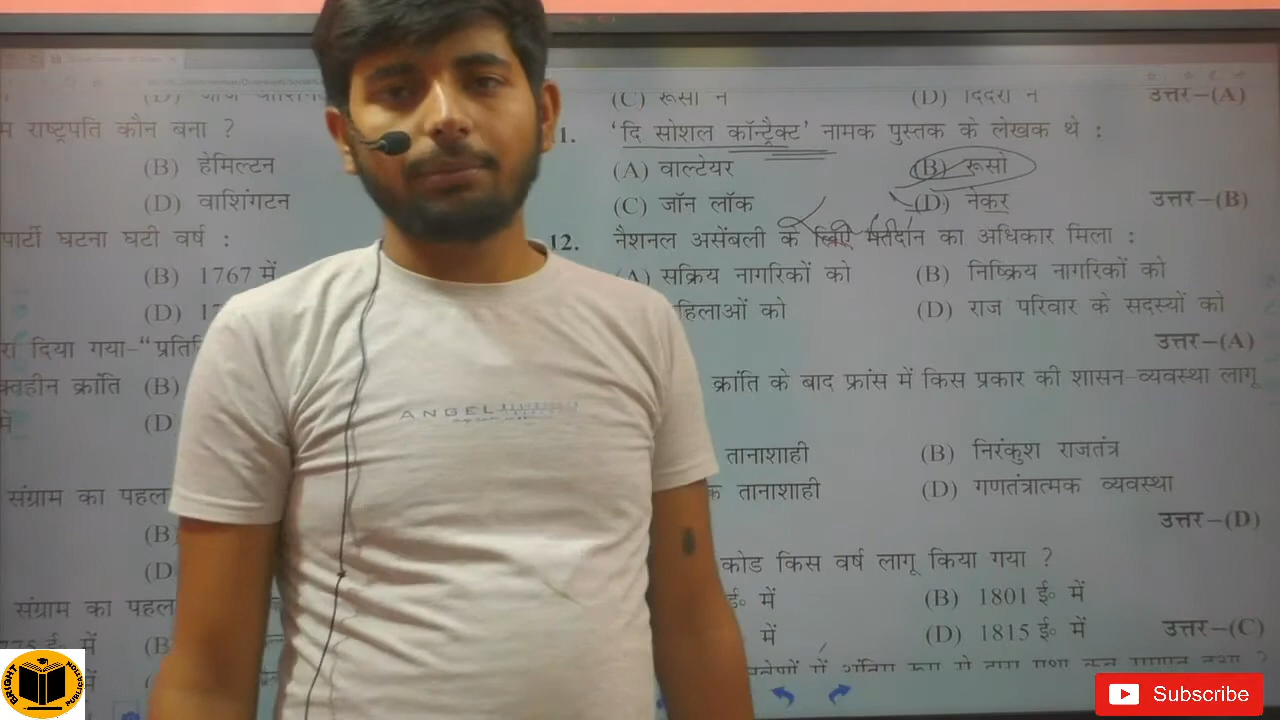 म राष्ट्रपति कौन बना ?
(B) हेमिल्टन
(D) वाशिंगटन
पार्टी घटना घटी वर्ष :
(B) 1767 में
(D)
रा दिया गया-“प्रति
क्तहीन क्रांति (B)
में (D
संग्राम का पहल
(B)
(D
संग्राम का पहल
में (B
(C) रूसो ने (D) दिदरो ने उत्तर–(A)
1. ‘दि सोशल कॉन्ट्रैक्ट’ नामक पुस्तक के लेखक थे :
(A) वाल्टेयर (B) रूसो
(C) जॉन लॉक (D) नेकर उत्तर–(B)
12. नैशनल असेंबली के लिए मतदान का अधिकार मिला :
(A) सक्रिय नागरिकों को (B) निष्क्रिय नागरिकों को
हिलाओं को (D) राज परिवार के सदस्यों को
उत्तर–(A)
क्रांति के बाद फ्रांस में किस प्रकार की शासन-व्यवस्था लागू
तानाशाही (B) निरंकुश राजतंत्र
क तानाशाही (D) गणतंत्रात्मक व्यवस्था
उत्तर–(D)
कोड किस वर्ष लागू किया गया ?
ई० में (B) 1801 ई० में
में (D) 1815 ई० में उत्तर–(C)
ANGEL
BRIGHT PUBLICATION
Subscribe